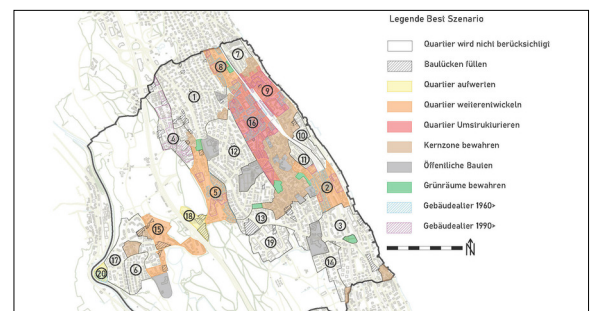 Legende Best Szenario
Quartier wird nicht berücksichtigt
Baulücken füllen
Quartier aufwerten
Quartier weiterentwickeln
Quartier Umstrukturieren
Kernzone bewahren
Öffentliche Bauten
Grünräume bewahren
Gebäudealter 1960>
Gebäudealter 1990>
N
7
8
9
1
16
10
4
12
11
5
2
18
13
3
15
19
17
6
16
20